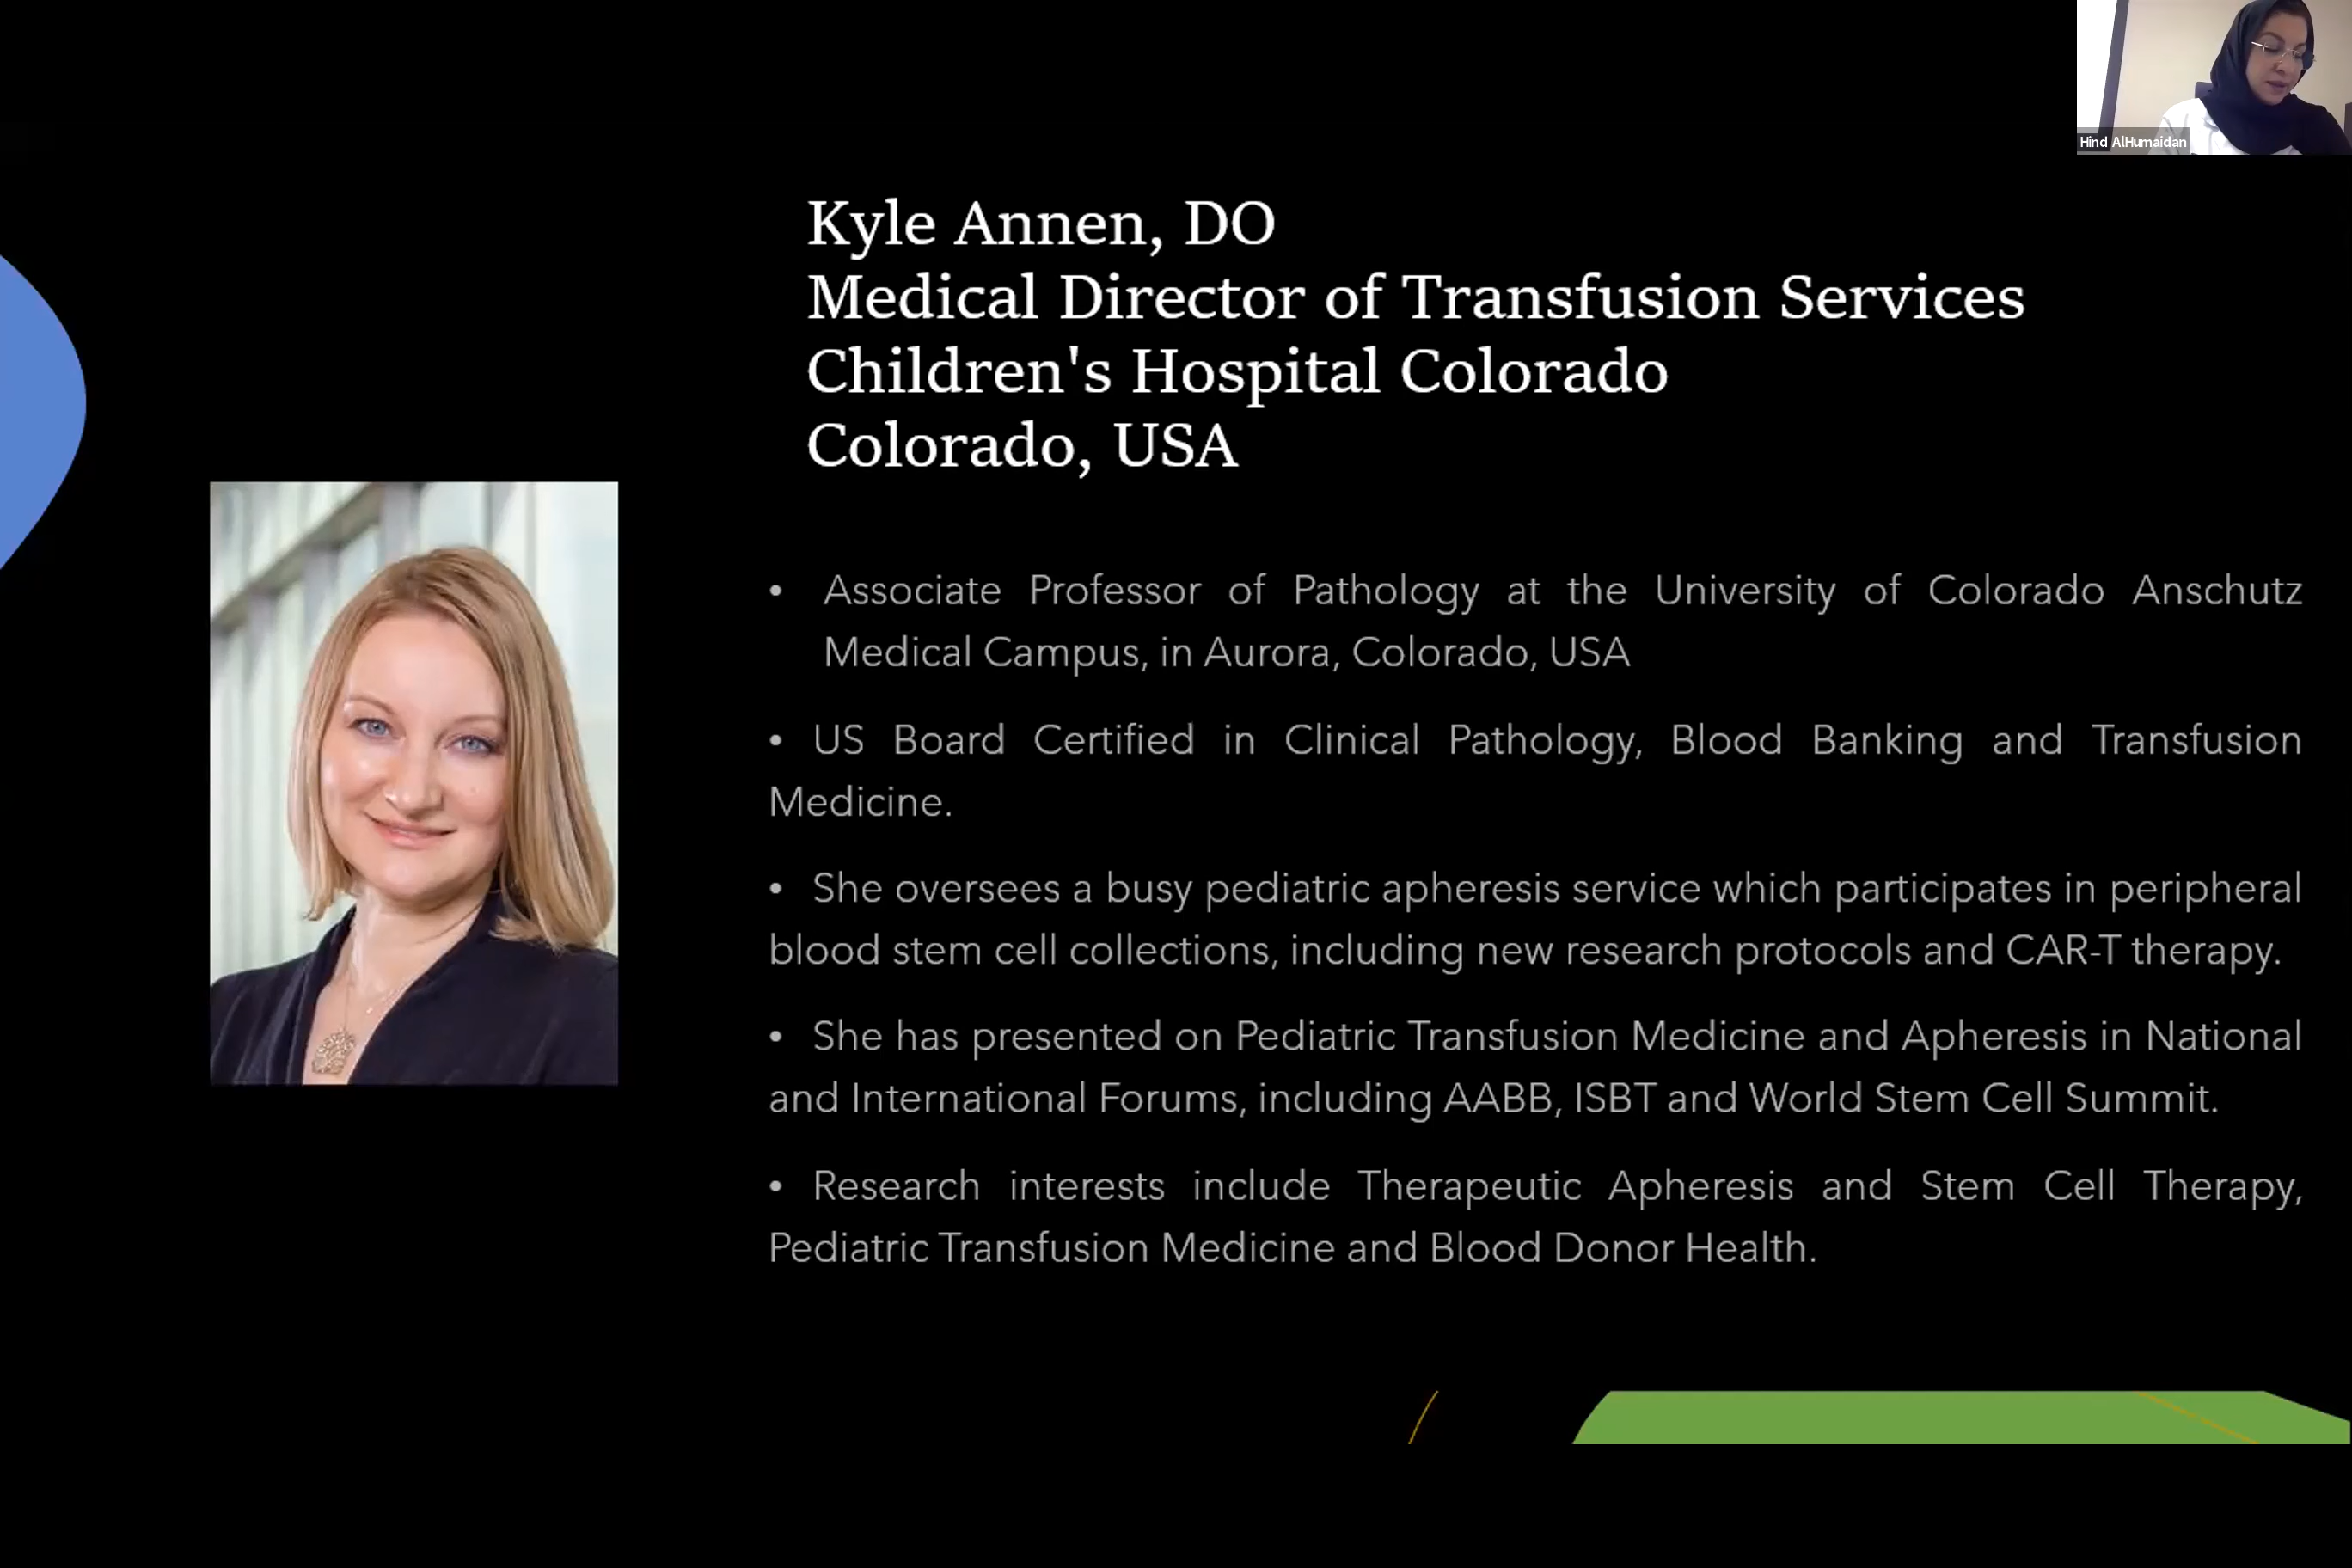 Hind AlHumaidan
Kyle Annen, DO
Medical Director of Transfusion Services
Children's Hospital Colorado
Colorado, USA
• Associate Professor of Pathology at the University of Colorado Anschutz
Medical Campus, in Aurora, Colorado, USA
• US Board Certified in Clinical Pathology, Blood Banking and Transfusion
Medicine.
• She oversees a busy pediatric apheresis service which participates in peripheral
blood stem cell collections, including new research protocols and CAR-T therapy.
• She has presented on Pediatric Transfusion Medicine and Apheresis in National
and International Forums, including AABB, ISBT and World Stem Cell Summit.
• Research interests include Therapeutic Apheresis and Stem Cell Therapy,
Pediatric Transfusion Medicine and Blood Donor Health.